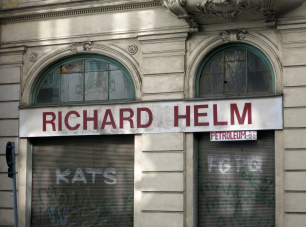 RICHARD HELM
PETROLEUM
KATS